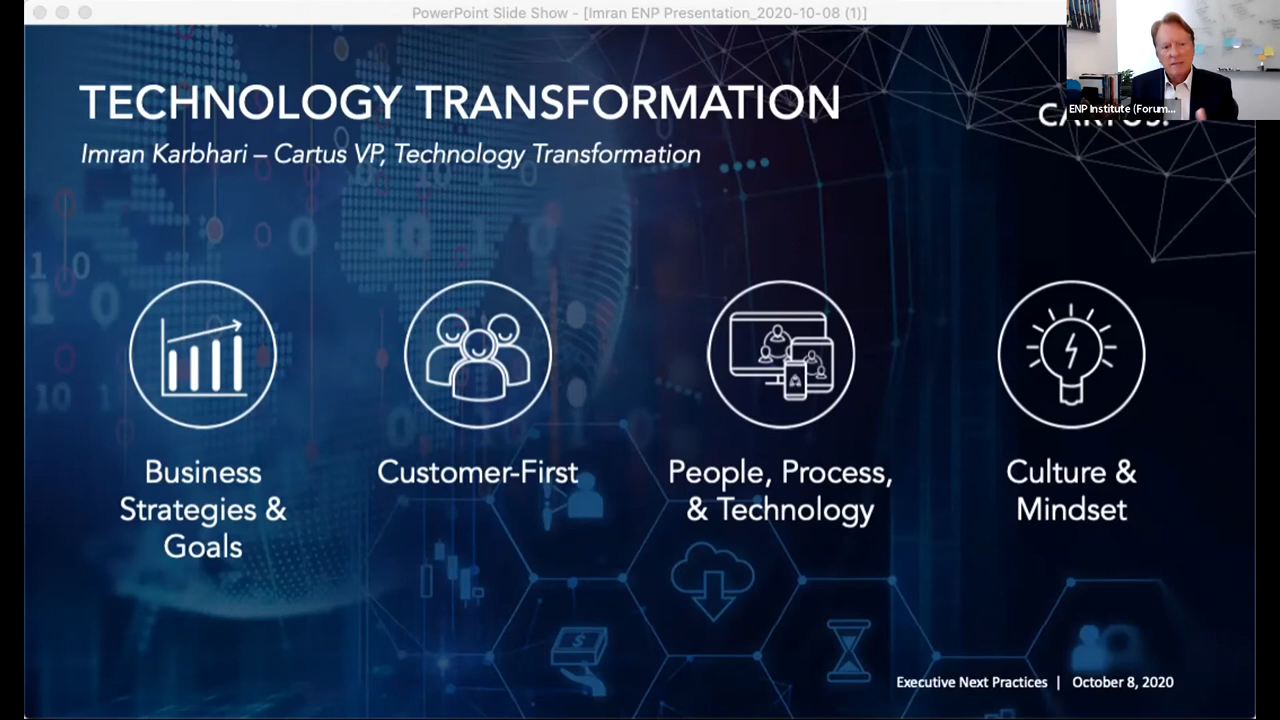 PowerPoint Slide Show - [Imran ENP Presentation_2020-10-08 (1)]
TECHNOLOGY TRANSFORMATION
Imran Karbhari – Cartus VP, Technology Transformation
ENP Institute (Forum...
Business
Strategies &
Goals
Customer-First
People, Process,
& Technology
Culture &
Mindset
Executive Next Practices | October 8, 2020